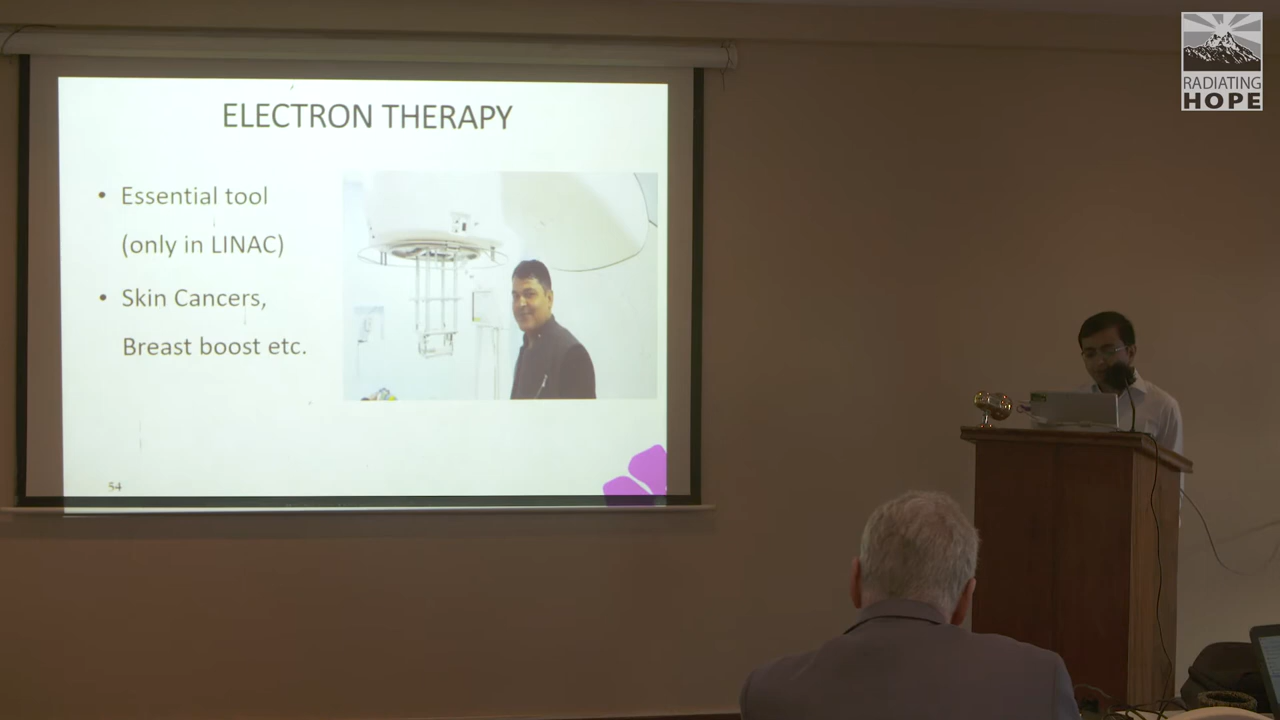 RADIATING
HOPE
ELECTRON THERAPY
• Essential tool
(only in LINAC)
• Skin Cancers,
Breast boost etc.
54